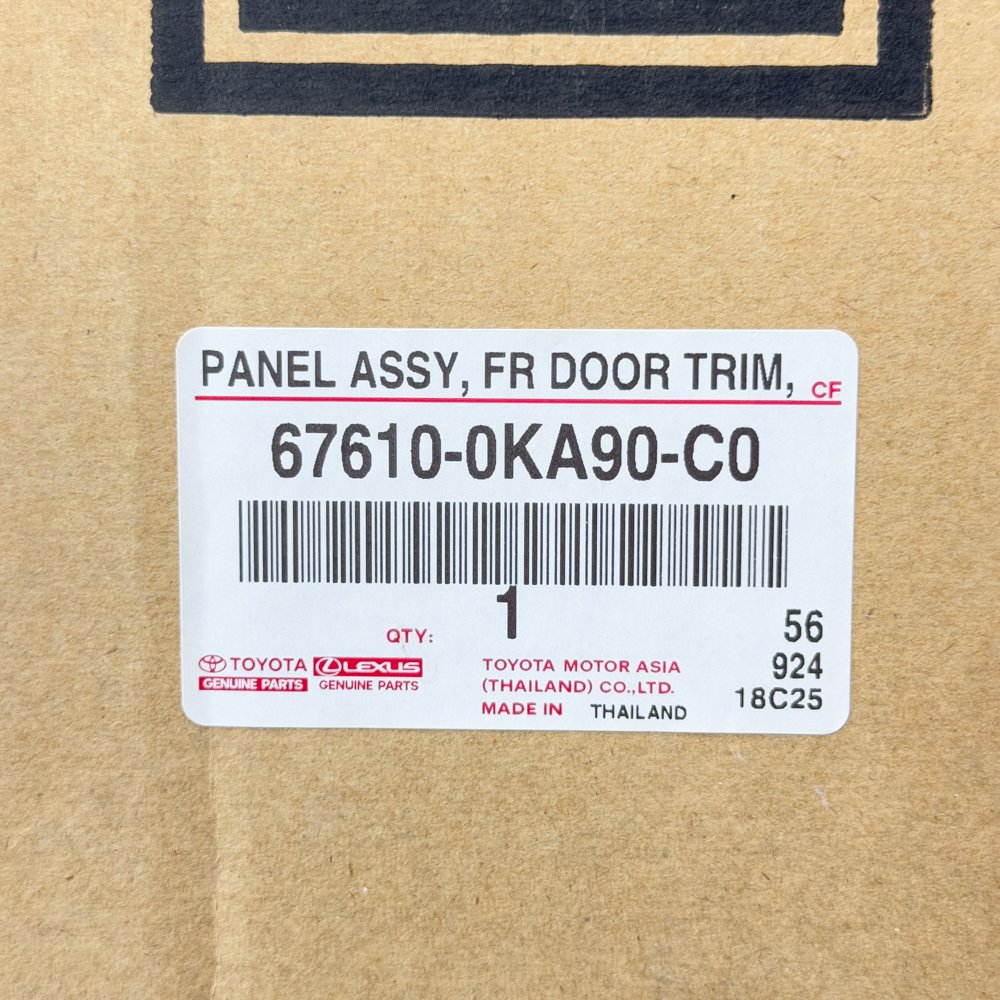 PANEL ASSY, FR DOOR TRIM, CF
67610-0KA90-C0
QTY: 1
56
924
18C25
TOYOTA
GENUINE PARTS
LEXUS
GENUINE PARTS
TOYOTA MOTOR ASIA
(THAILAND) CO.,LTD.
MADE IN THAILAND